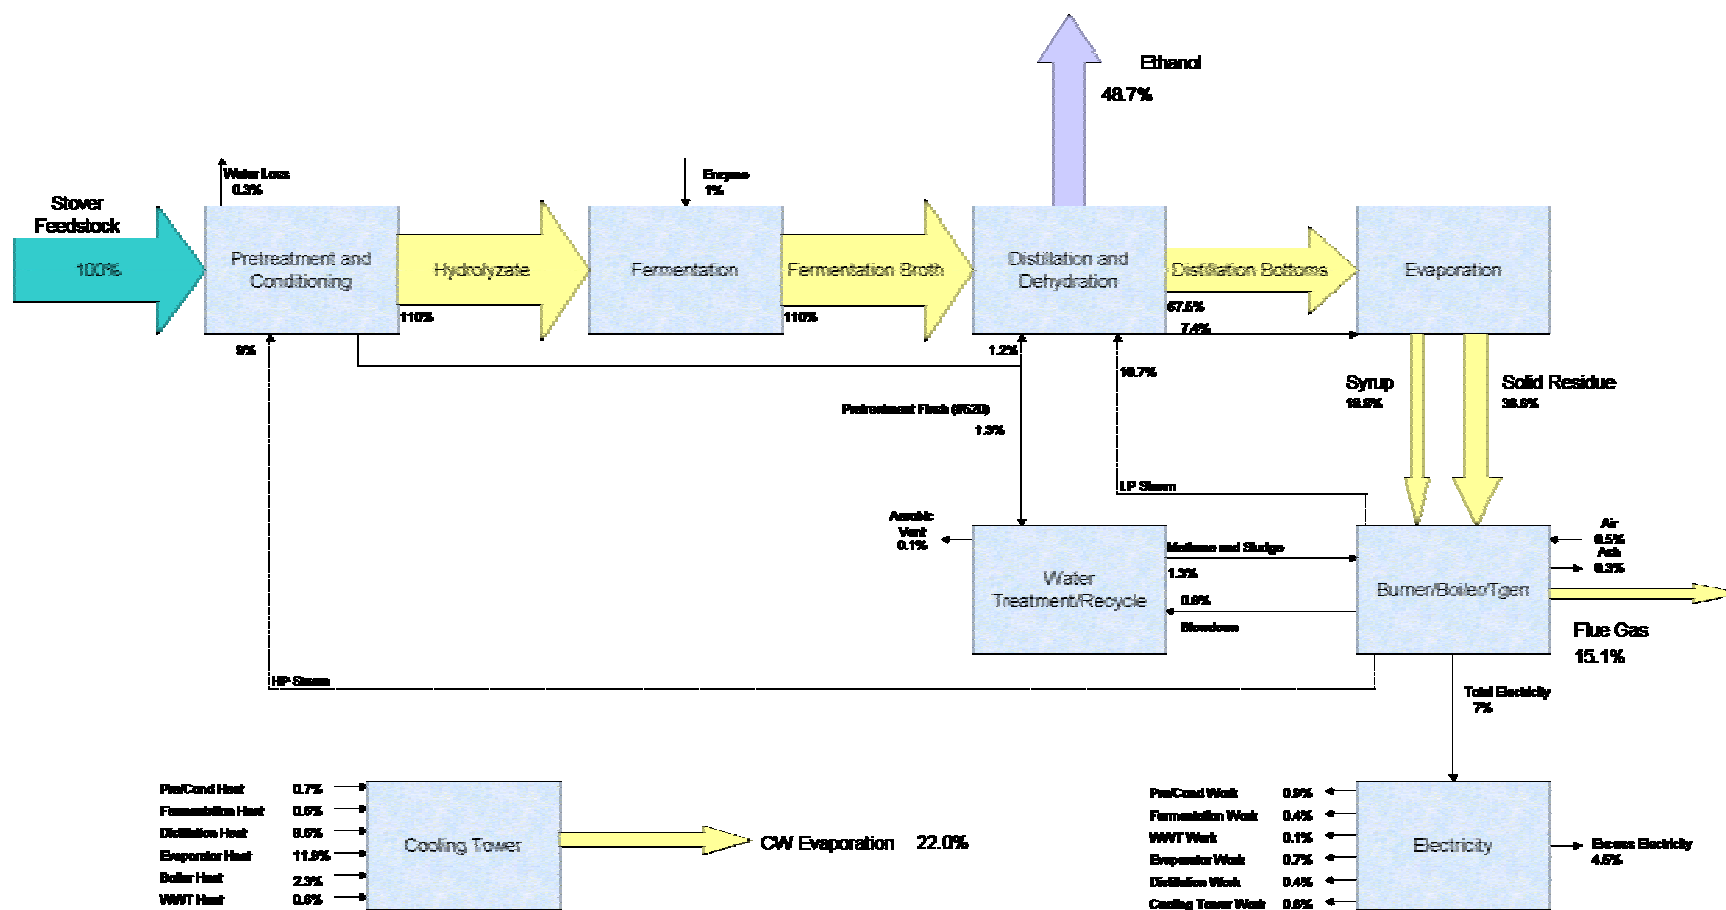 Ethanol
48.7%
Water Loss
0.3%
Enzyme
1%
Stover
Feedstock
100%
Pretreatment and
Conditioning
Hydrolyzate
110%
Fermentation
Fermentation Broth
110%
Distillation and
Dehydration
Distillation Bottoms
7.4%
Evaporation
1.2%
Syrup
Solid Residue
Pretreatment Flash
1.3%
LP Steam
Aerobic
Vent
0.1%
Methane and Sludge
1.3%
Water
Treatment/Recycle
Blowdown
Air
0.5%
Ash
0.3%
Burner/Boiler/Tgen
Flue Gas
15.1%
HP Steam
Total Electricity
7%
Pre/Cond Heat 0.7%
Fermentation Heat
Distillation Heat
Evaporator Heat
Boiler Heat 2.3%
WWT Heat
Cooling Tower
CW Evaporation 22.0%
Pre/Cond Work
Fermentation Work 0.4%
WWT Work 0.1%
Evaporator Work 0.7%
Distillation Work 0.4%
Cooling Tower Work
Electricity
Excess Electricity